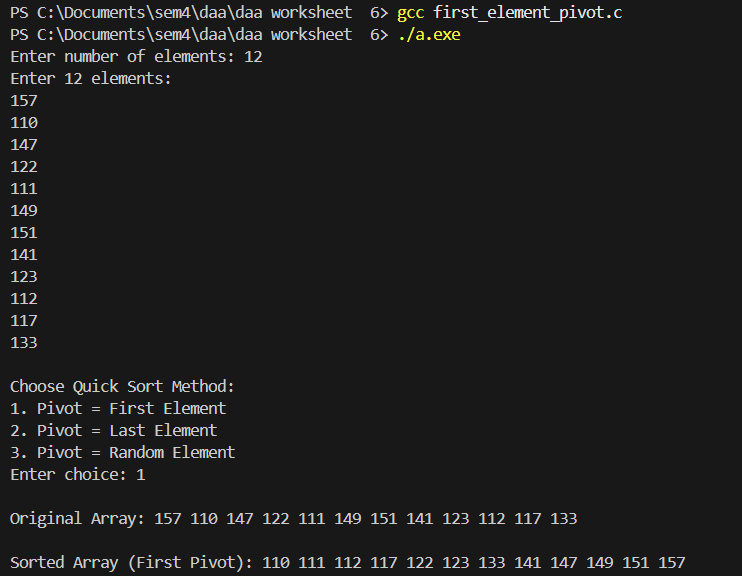 PS C:\Documents\sem4\daa\daa worksheet  6> gcc first_element_pivot.c
PS C:\Documents\sem4\daa\daa worksheet  6> ./a.exe
Enter number of elements: 12
Enter 12 elements:
157
110
147
122
111
149
151
141
123
112
117
133
Choose Quick Sort Method:
1. Pivot = First Element
2. Pivot = Last Element
3. Pivot = Random Element
Enter choice: 1
Original Array: 157 110 147 122 111 149 151 141 123 112 117 133
Sorted Array (First Pivot): 110 111 112 117 122 123 133 141 147 149 151 157